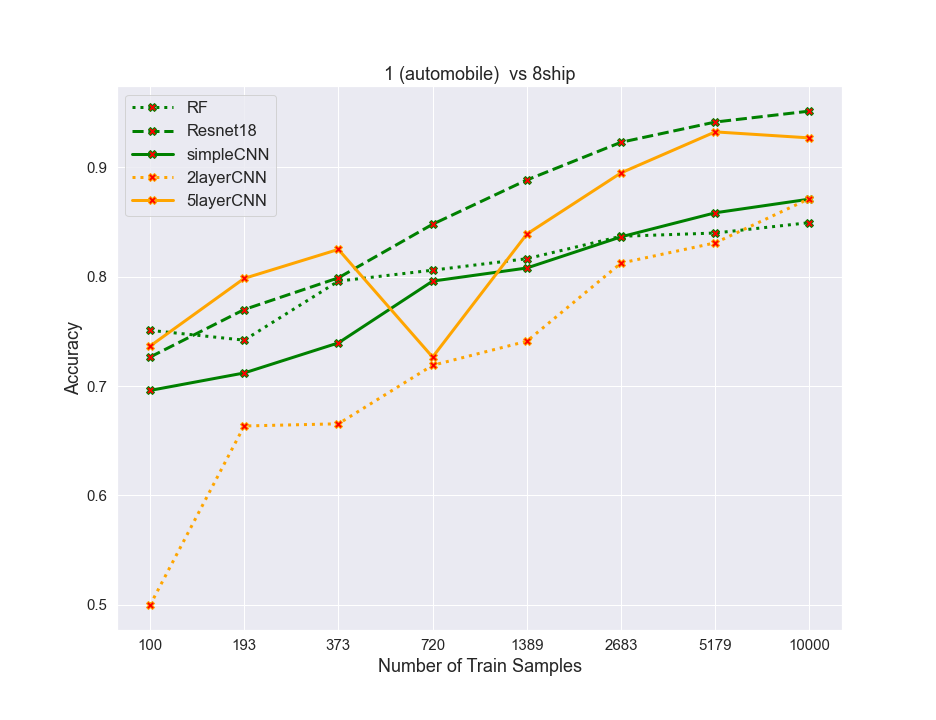 1 (automobile)  vs 8ship
RF
Resnet18
simpleCNN
2layerCNN
5layerCNN
Accuracy
0.9
0.8
0.7
0.6
0.5
100 193 373 720 1389 2683 5179 10000
Number of Train Samples